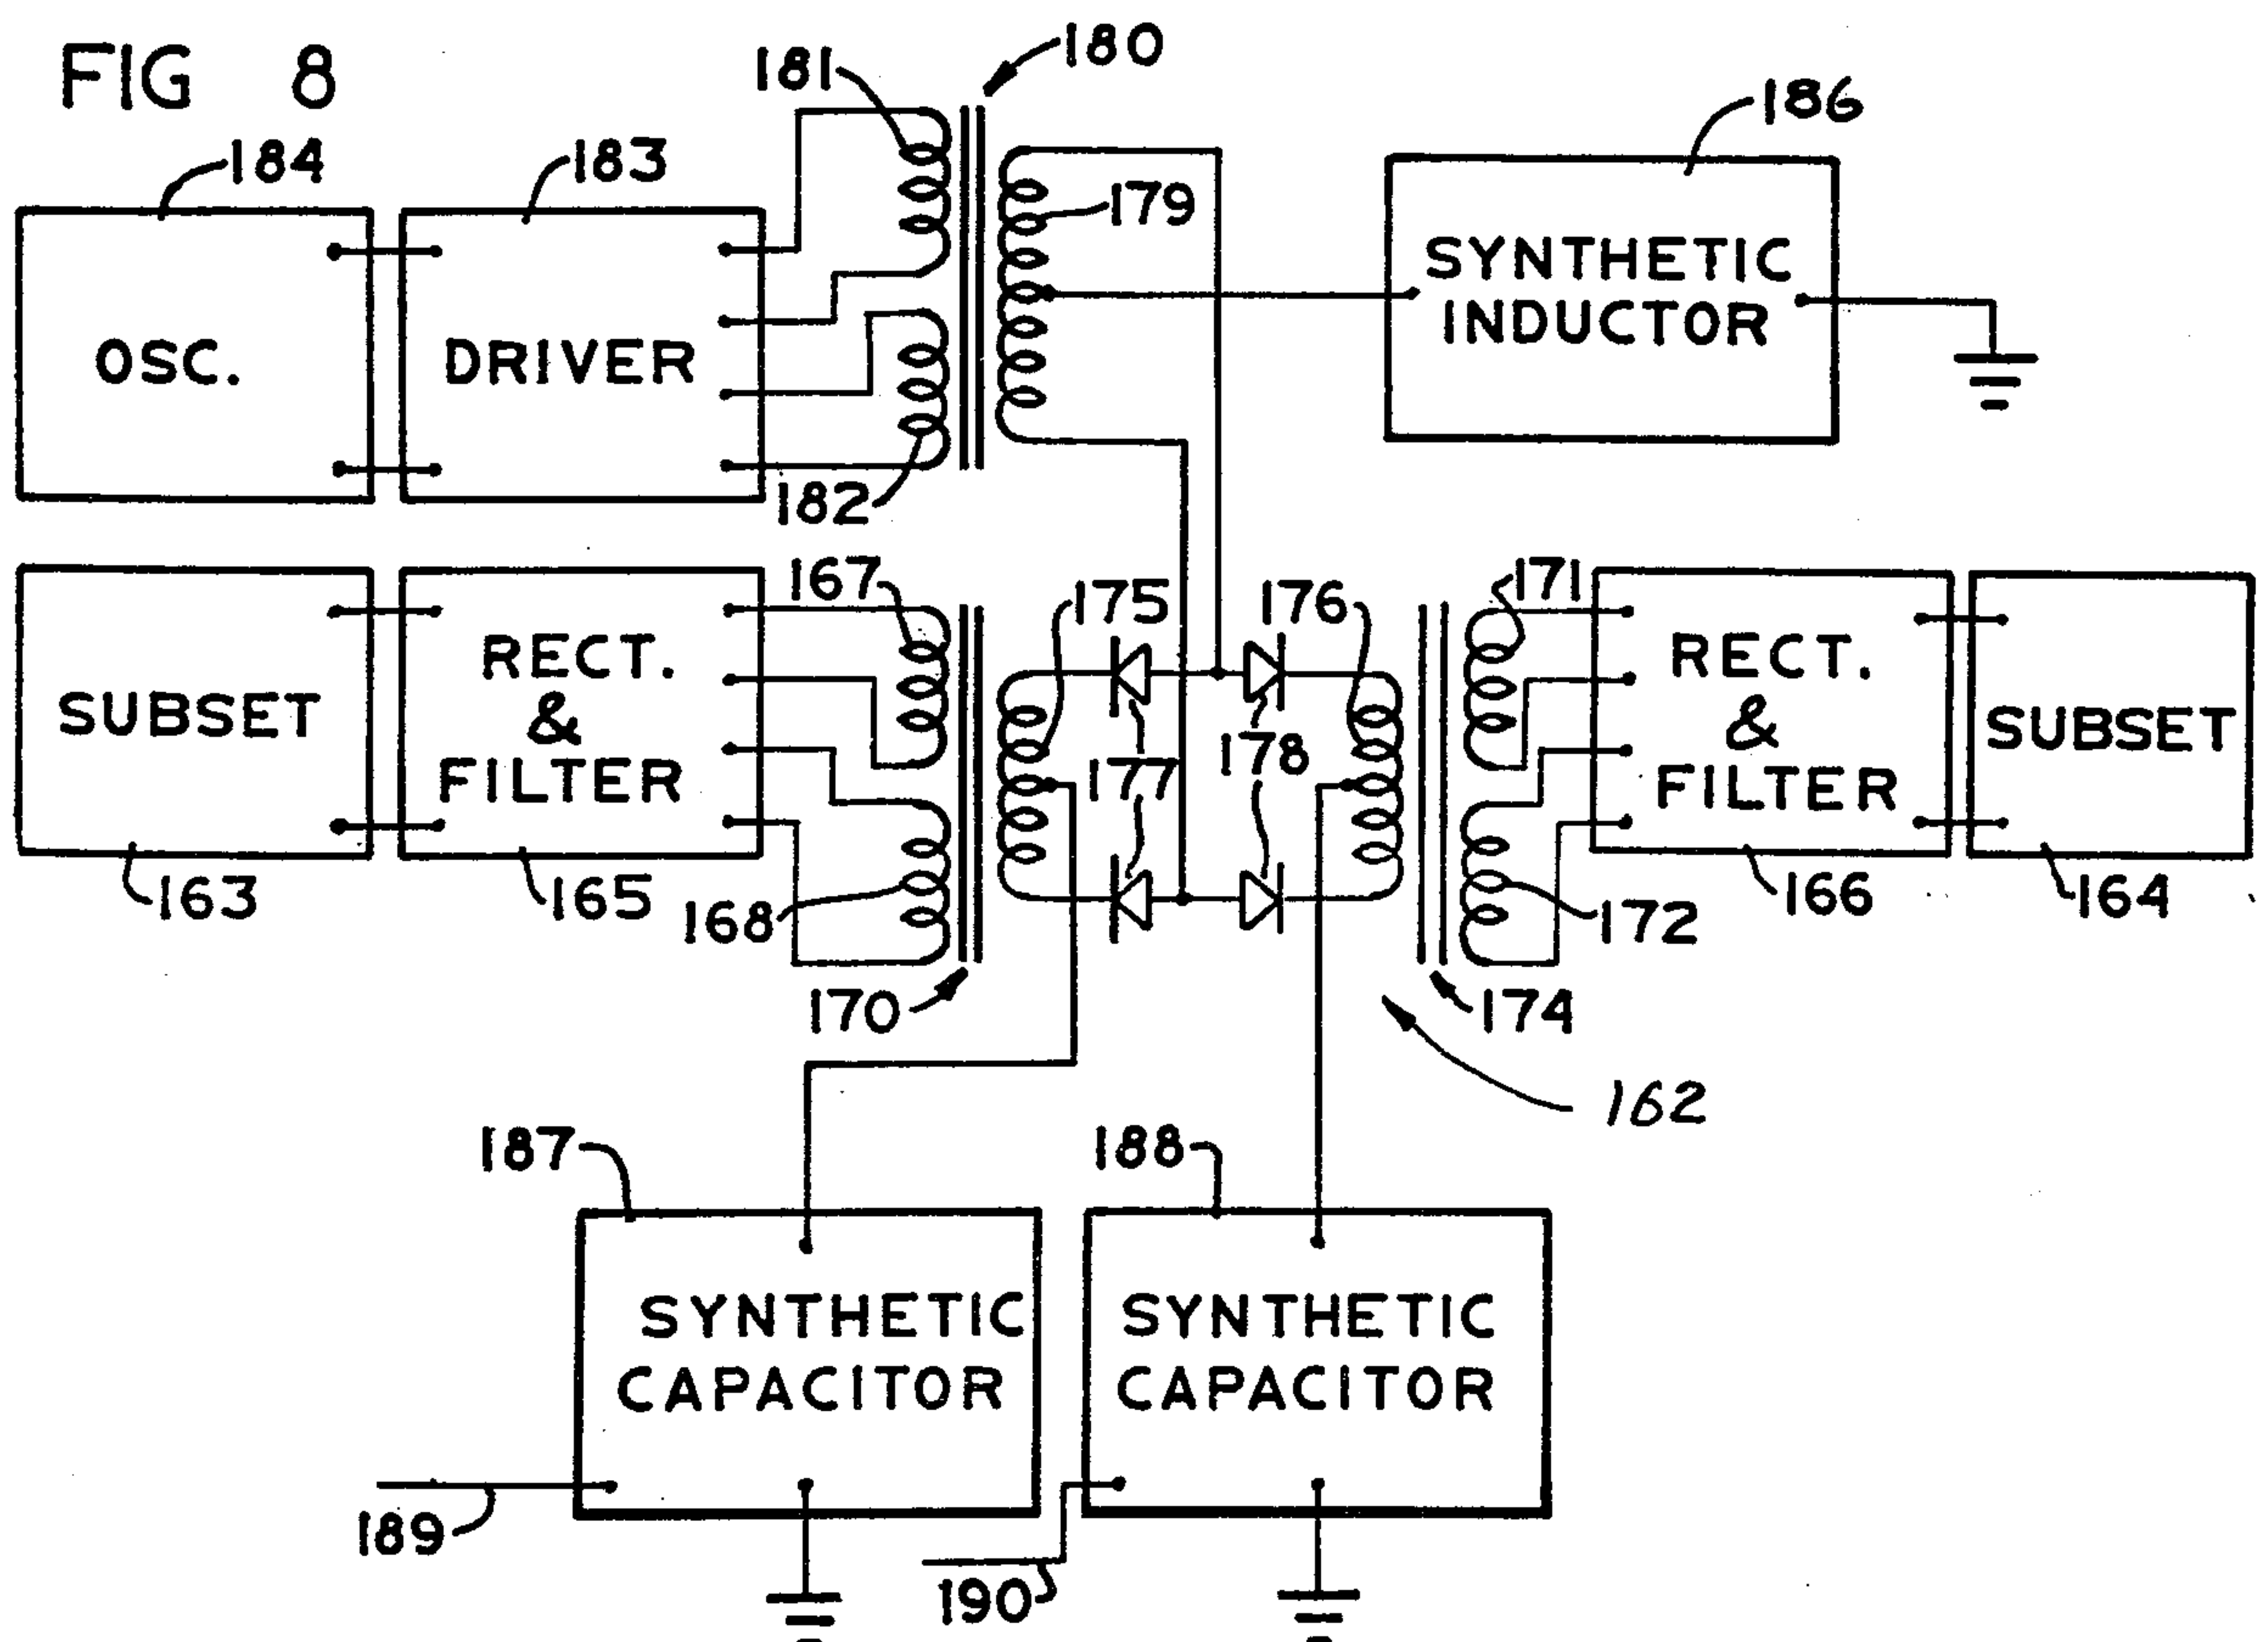 FIG 8
180
181
186
184
183
179
SYNTHETIC
INDUCTOR
OSC.
DRIVER
182
167
175
176
171
SUBSET
RECT.
&
FILTER
177
178
RECT.
&
FILTER
SUBSET
163
165
168
172
166
164
170
174
162
187
188
SYNTHETIC
CAPACITOR
SYNTHETIC
CAPACITOR
189
190